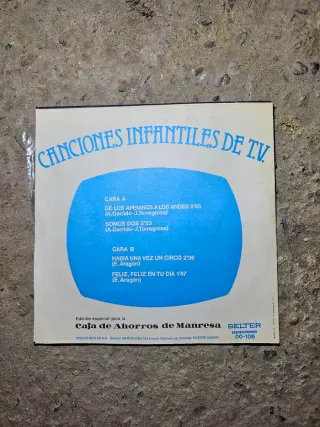 CANCIONES INFANTILES DE T.V.
CARA A
DE LOS APENINOS A LOS ANDES 3'45
(A.Garrido-J.Torregrosa)
SOMOS DOS 2'53
(A.Garrido-J.Torregrosa)
CARA B
HABIA UNA VEZ UN CIRCO 2'36
(E.Aragón)
FELIZ, FELIZ EN TU DIA 1'47
(E.Aragón)
Edición especial para la
Caja de Ahorros de Manresa
BELTER
00-106